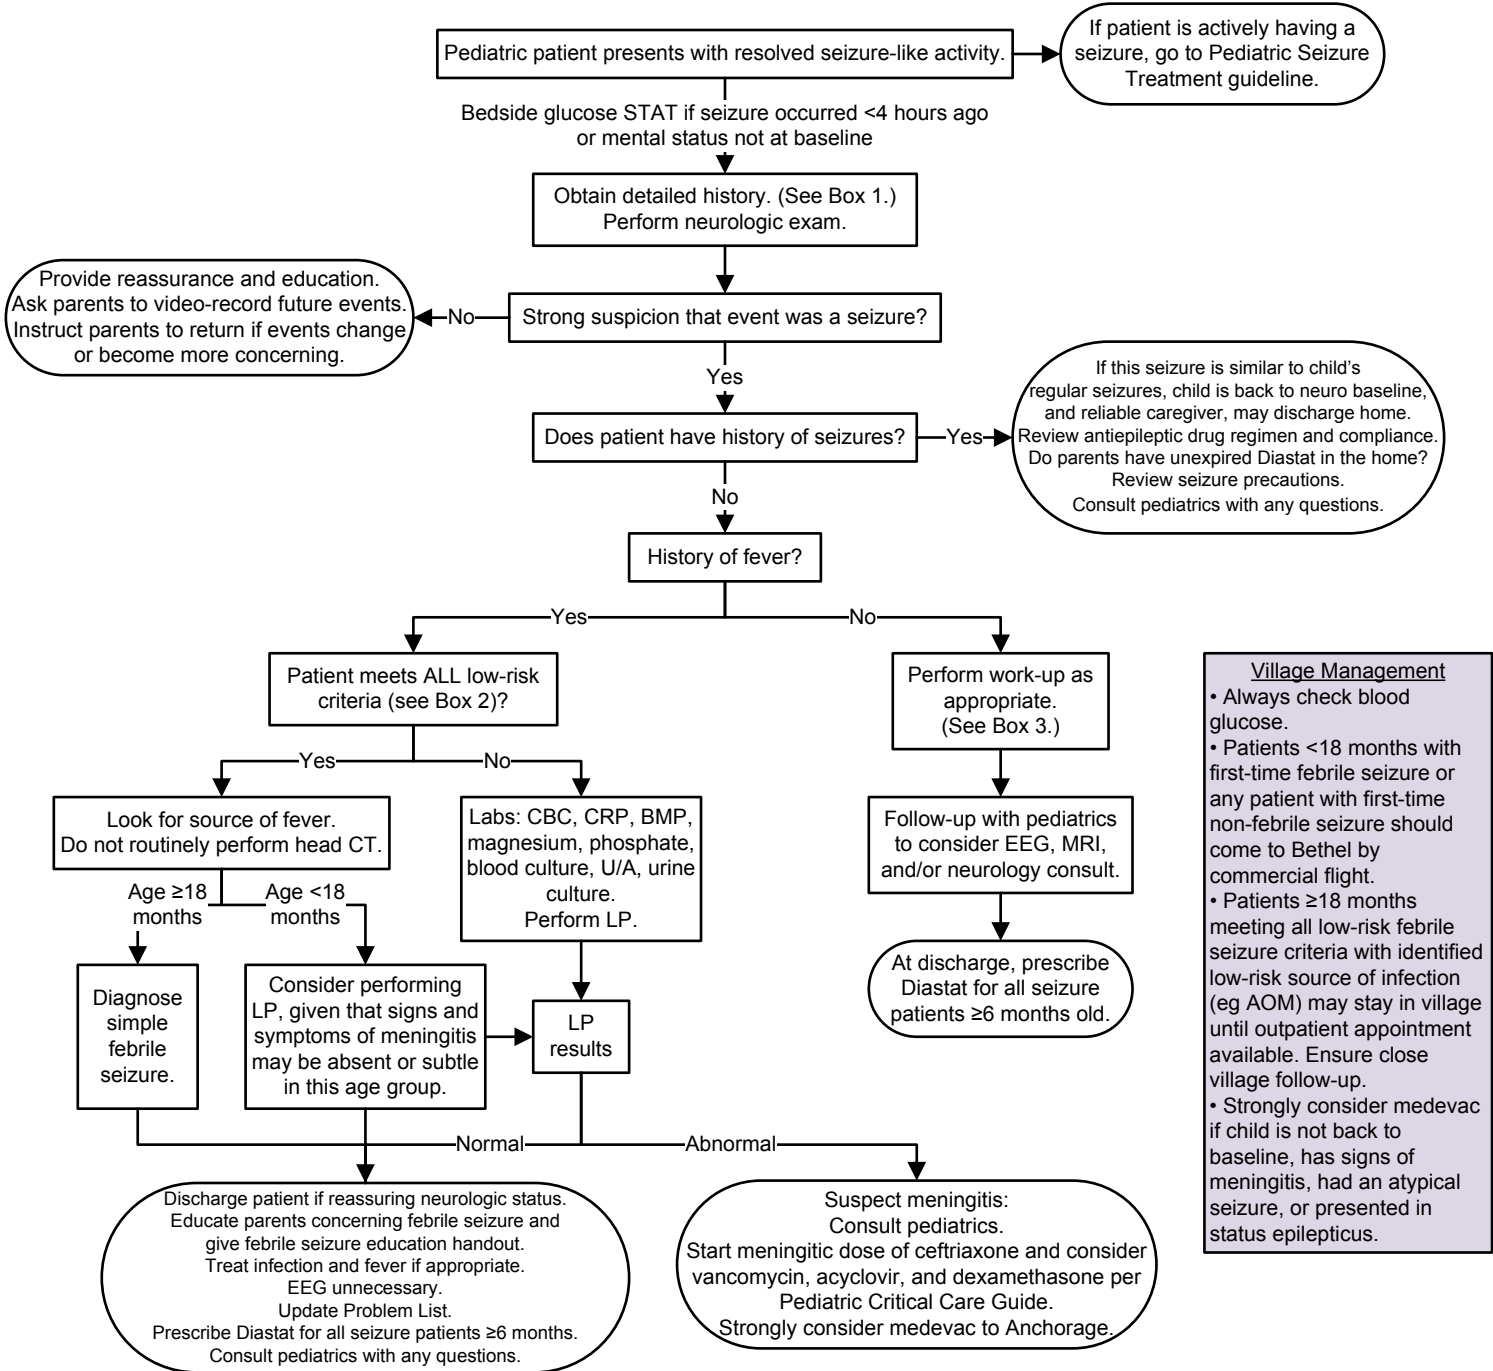 Pediatric patient presents with resolved seizure-like activity.
If patient is actively having a
seizure, go to Pediatric Seizure
Treatment guideline.
Bedside glucose STAT if seizure occurred <4 hours ago
or mental status not at baseline
Obtain detailed history. (See Box 1.)
Perform neurologic exam.
Provide reassurance and education.
Ask parents to video-record future events.
Instruct parents to return if events change
or become more concerning.
No
Strong suspicion that event was a seizure?
Yes
Does patient have history of seizures?
Yes
If this seizure is similar to child's
regular seizures, child is back to neuro baseline,
and reliable caregiver, may discharge home.
Review antiepileptic drug regimen and compliance.
Do parents have unexpired Diastat in the home?
Review seizure precautions.
Consult pediatrics with any questions.
No
History of fever?
Yes
No
Patient meets ALL low-risk
criteria (see Box 2)?
Perform work-up as
appropriate.
(See Box 3.)
Yes
No
Look for source of fever.
Do not routinely perform head CT.
Labs: CBC, CRP, BMP,
magnesium, phosphate,
blood culture, U/A, urine
culture.
Perform LP.
Follow-up with pediatrics
to consider EEG, MRI,
and/or neurology consult.
Age ≥18
months
Age <18
months
Diagnose
simple
febrile
seizure.
Consider performing
LP, given that signs and
symptoms of meningitis
may be absent or subtle
in this age group.
LP
results
At discharge, prescribe
Diastat for all seizure
patients ≥6 months old.
Normal
Abnormal
Discharge patient if reassuring neurologic status.
Educate parents concerning febrile seizure and
give febrile seizure education handout.
Treat infection and fever if appropriate.
EEG unnecessary.
Update Problem List.
Prescribe Diastat for all seizure patients ≥6 months.
Consult pediatrics with any questions.
Suspect meningitis:
Consult pediatrics.
Start meningitic dose of ceftriaxone and consider
vancomycin, acyclovir, and dexamethasone per
Pediatric Critical Care Guide.
Strongly consider medevac to Anchorage.
Village Management
• Always check blood
glucose.
• Patients <18 months with
first-time febrile seizure or
any patient with first-time
non-febrile seizure should
come to Bethel by
commercial flight.
• Patients ≥18 months
meeting all low-risk febrile
seizure criteria with identified
low-risk source of infection
(eg AOM) may stay in village
until outpatient appointment
available. Ensure close
village follow-up.
• Strongly consider medevac
if child is not back to
baseline, has signs of
meningitis, had an atypical
seizure, or presented in
status epilepticus.